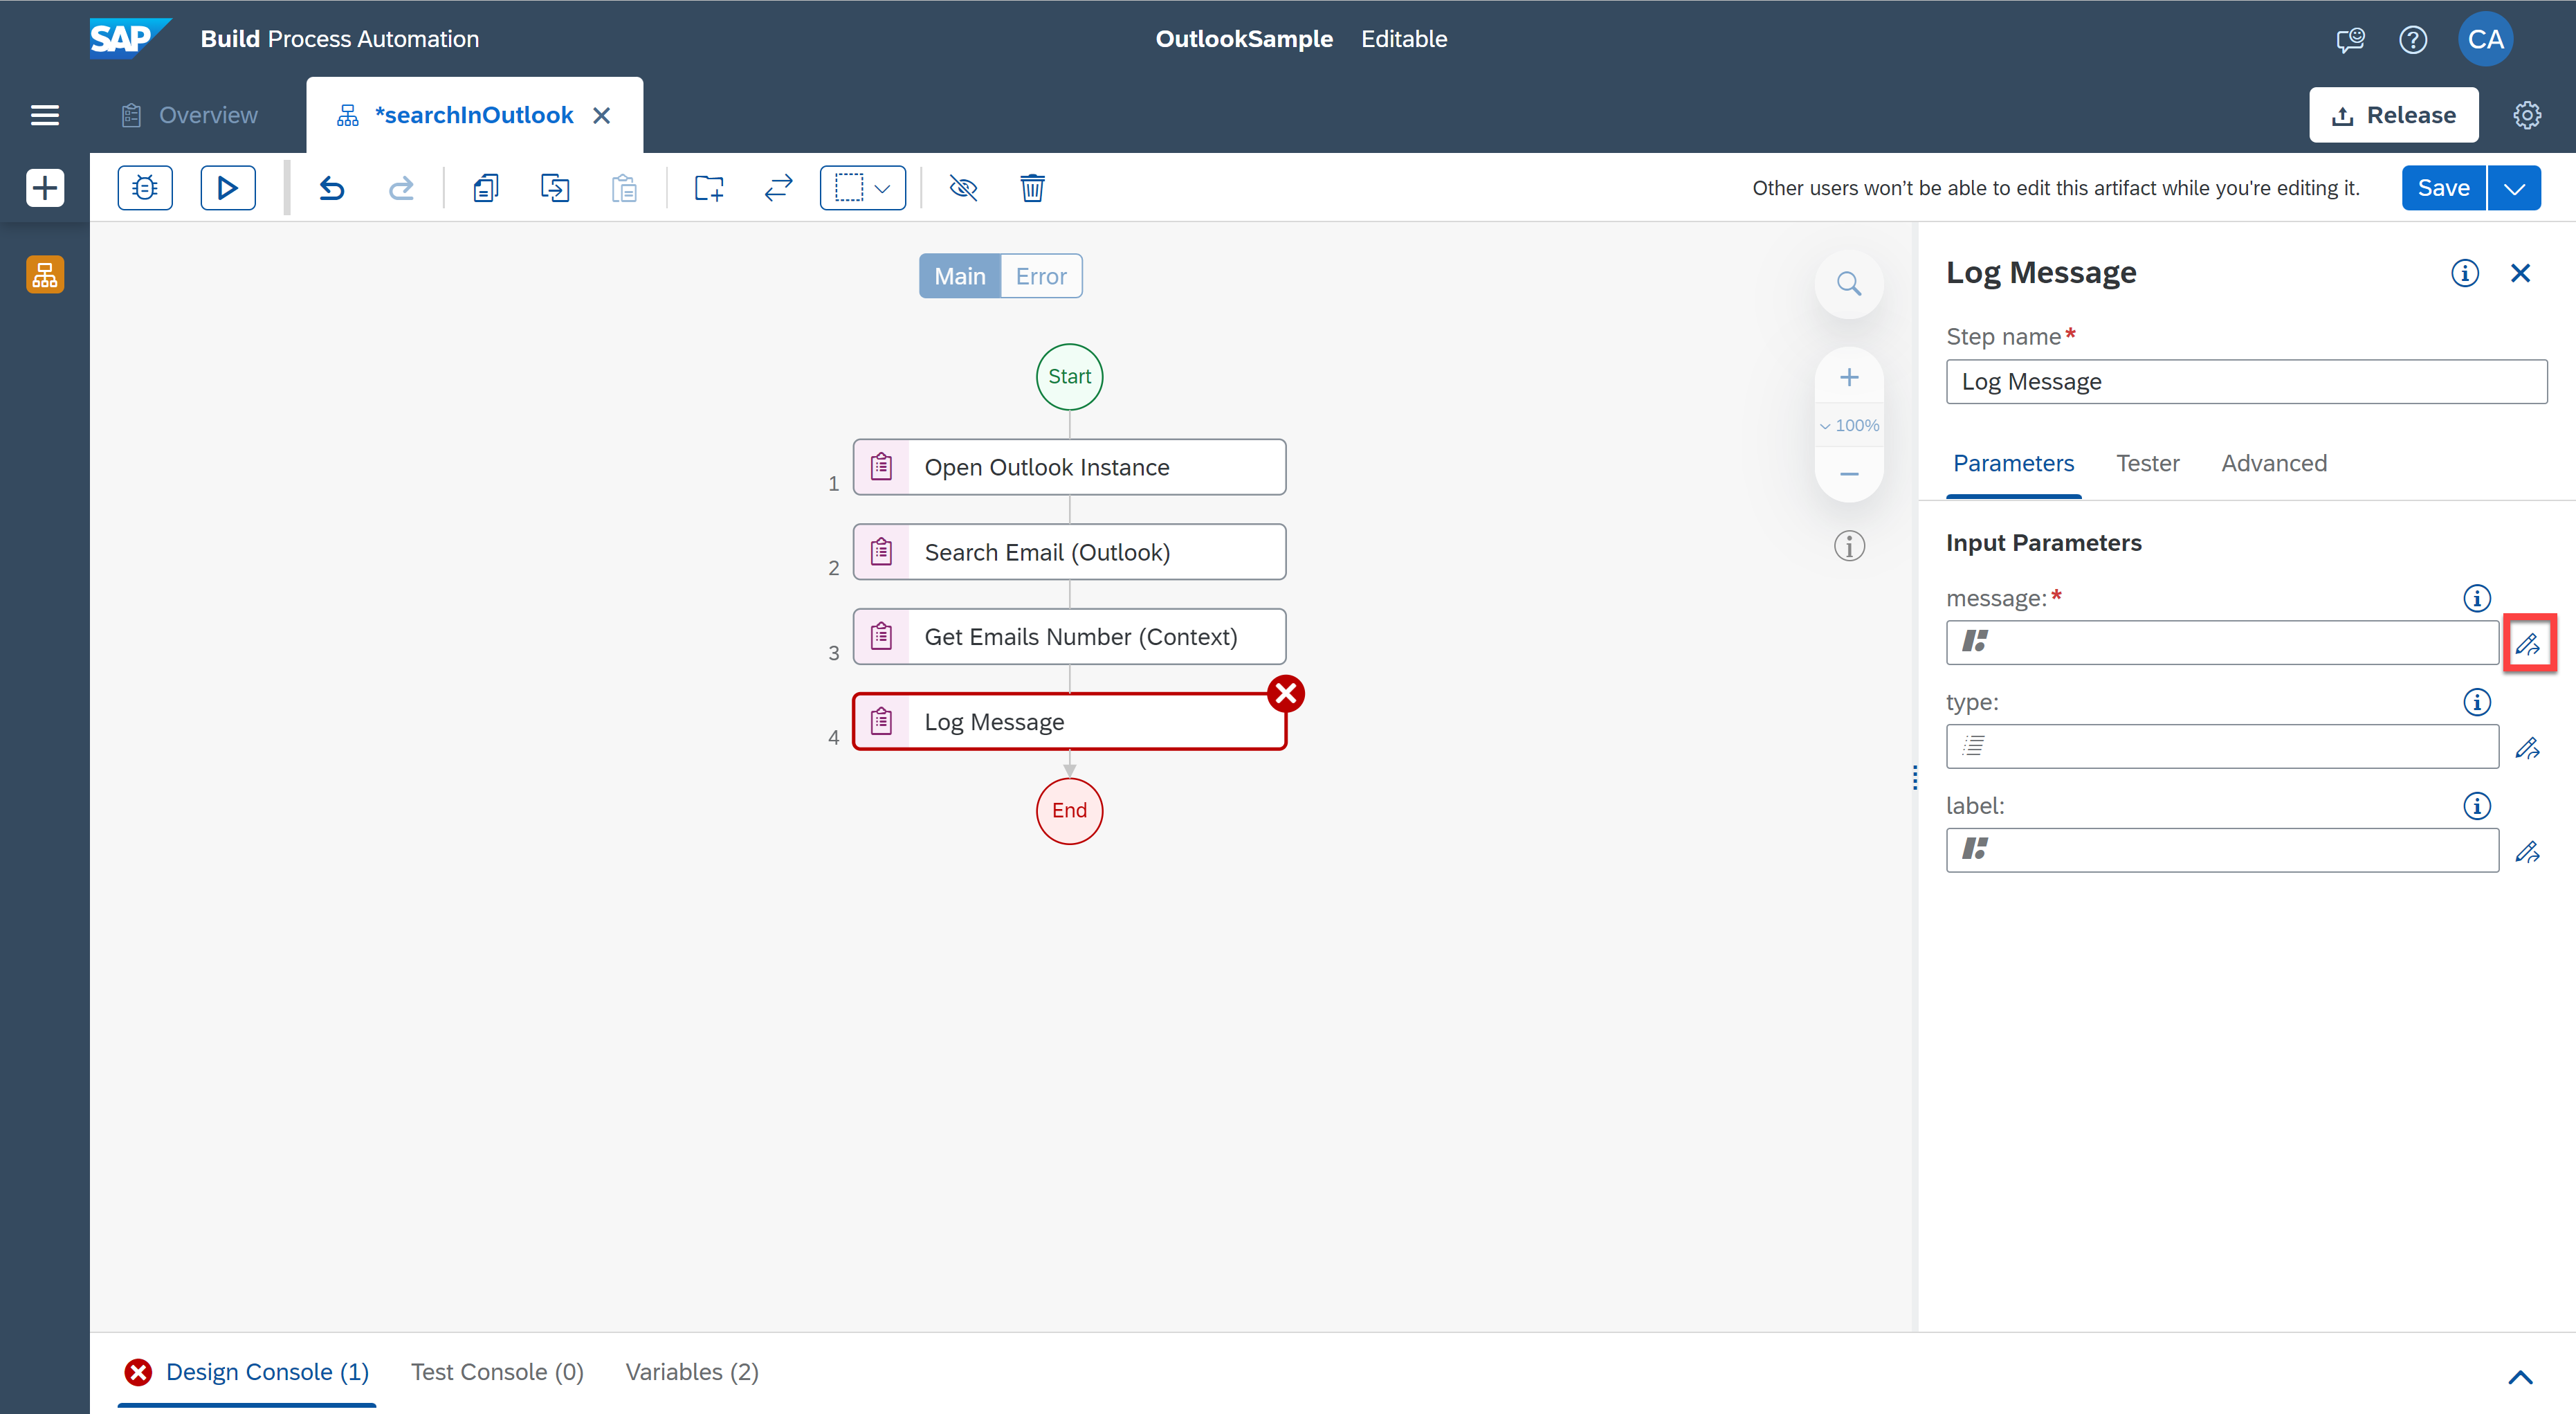 SAP Build Process Automation
OutlookSample Editable
CA
Overview
*searchInOutlook
Release
Other users won't be able to edit this artifact while you're editing it.
Save
Main Error
Start
1 Open Outlook Instance
2 Search Email (Outlook)
3 Get Emails Number (Context)
4 Log Message
End
100%
Log Message
Step name*
Log Message
Parameters Tester Advanced
Input Parameters
message:*
type:
label:
Design Console (1) Test Console (0) Variables (2)